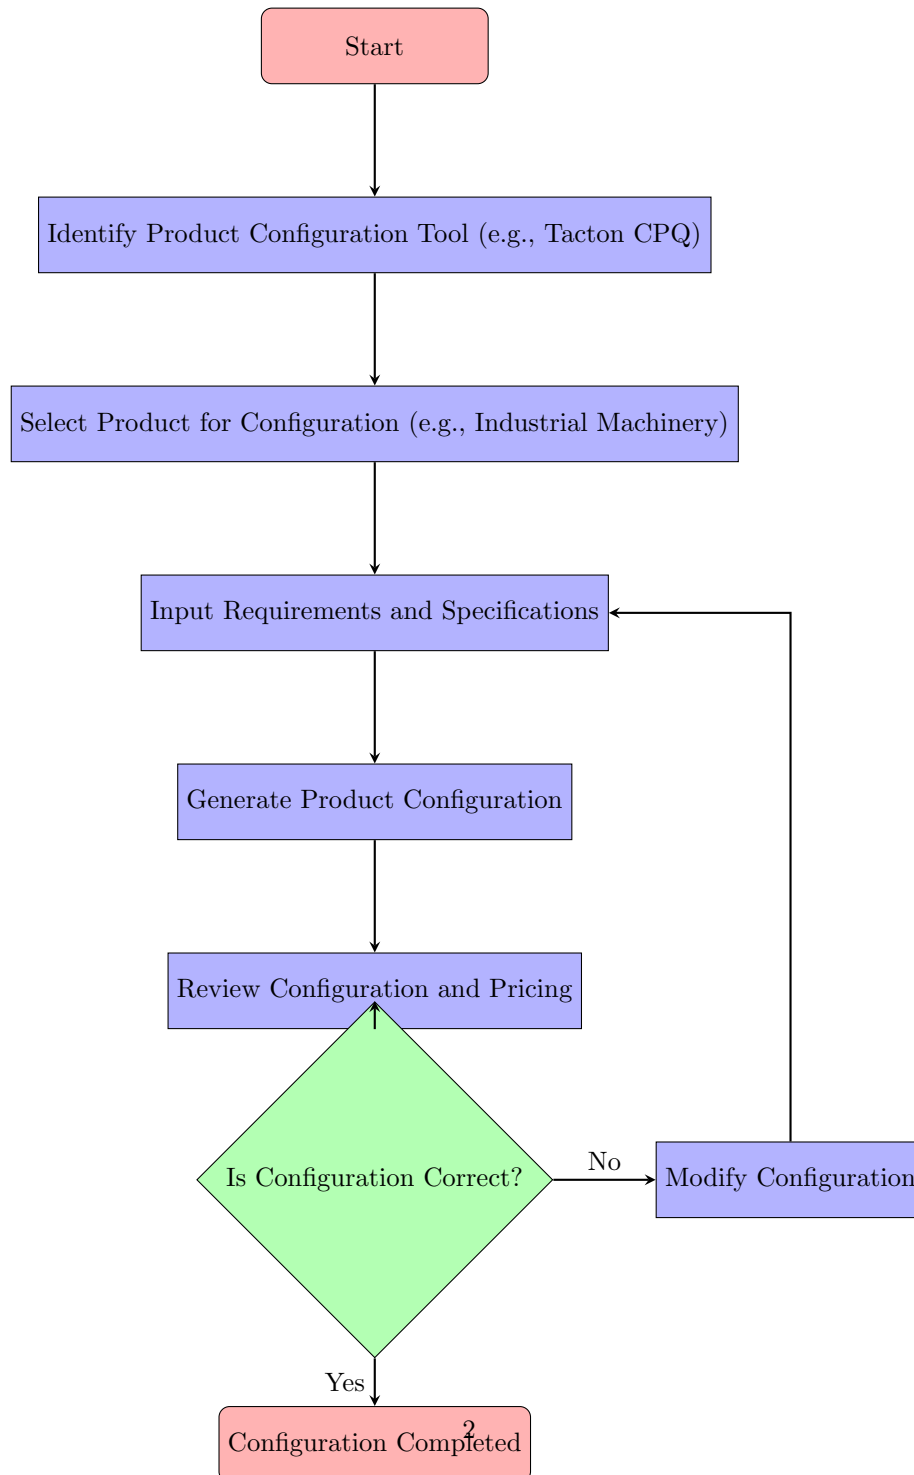 Start
Identify Product Configuration Tool (e.g., Tacton CPQ)
Select Product for Configuration (e.g., Industrial Machinery)
Input Requirements and Specifications
Generate Product Configuration
Review Configuration and Pricing
Is Configuration Correct?
No
Modify Configuration
Yes
Configuration Completed
2